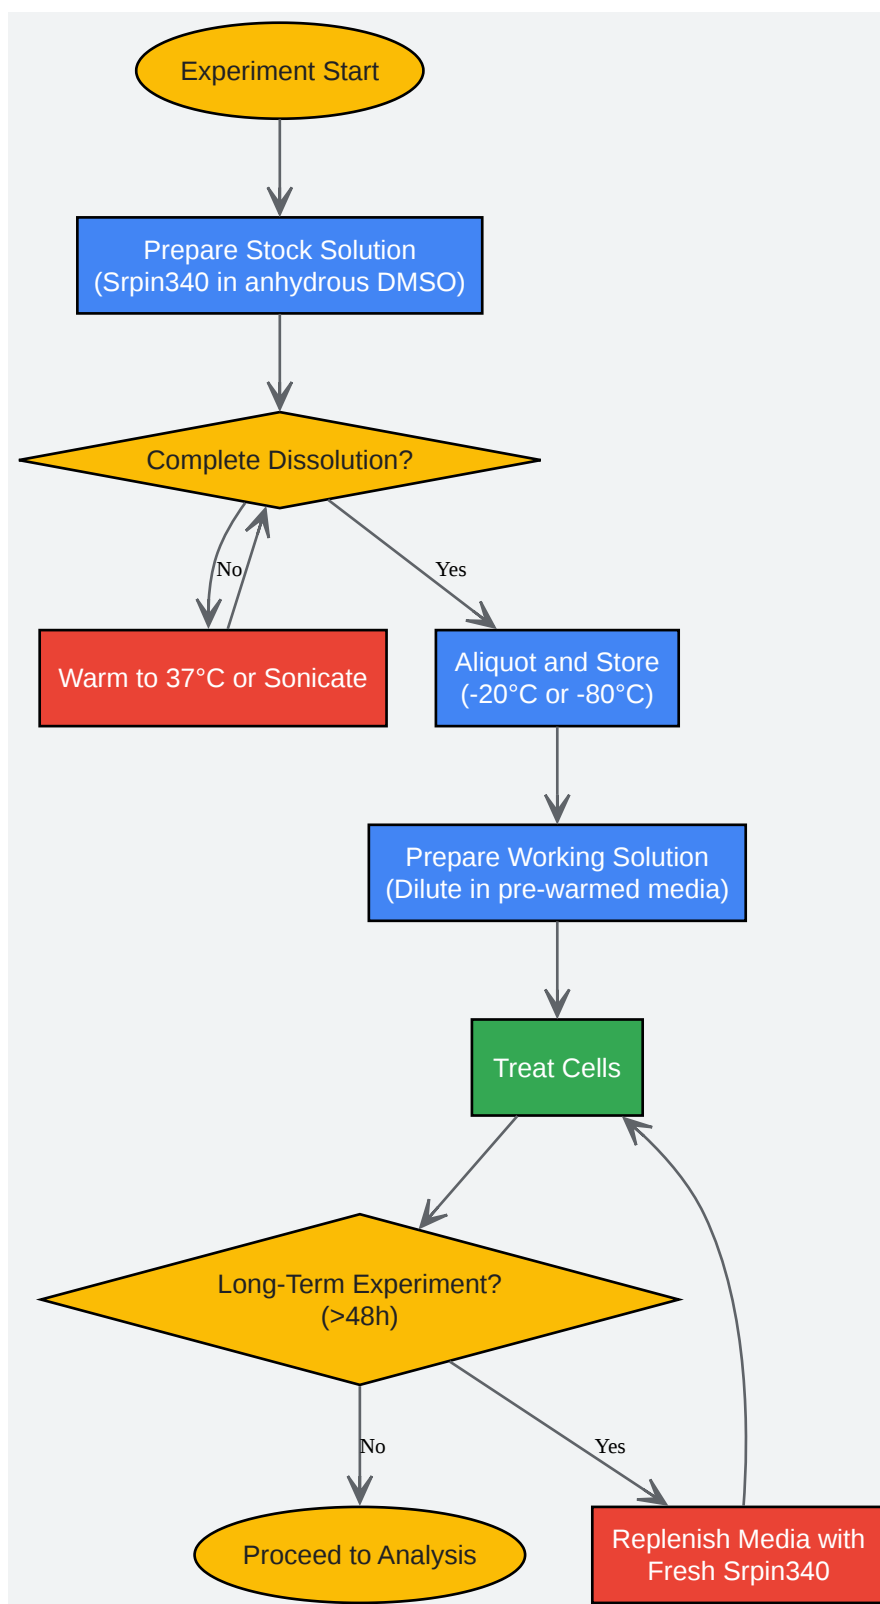 Experiment Start
Prepare Stock Solution
(Srpin340 in anhydrous DMSO)
Complete Dissolution?
No
Yes
Warm to 37°C or Sonicate
Aliquot and Store
(-20°C or -80°C)
Prepare Working Solution
(Dilute in pre-warmed media)
Treat Cells
Long-Term Experiment?
(>48h)
No
Yes
Proceed to Analysis
Replenish Media with
Fresh Srpin340